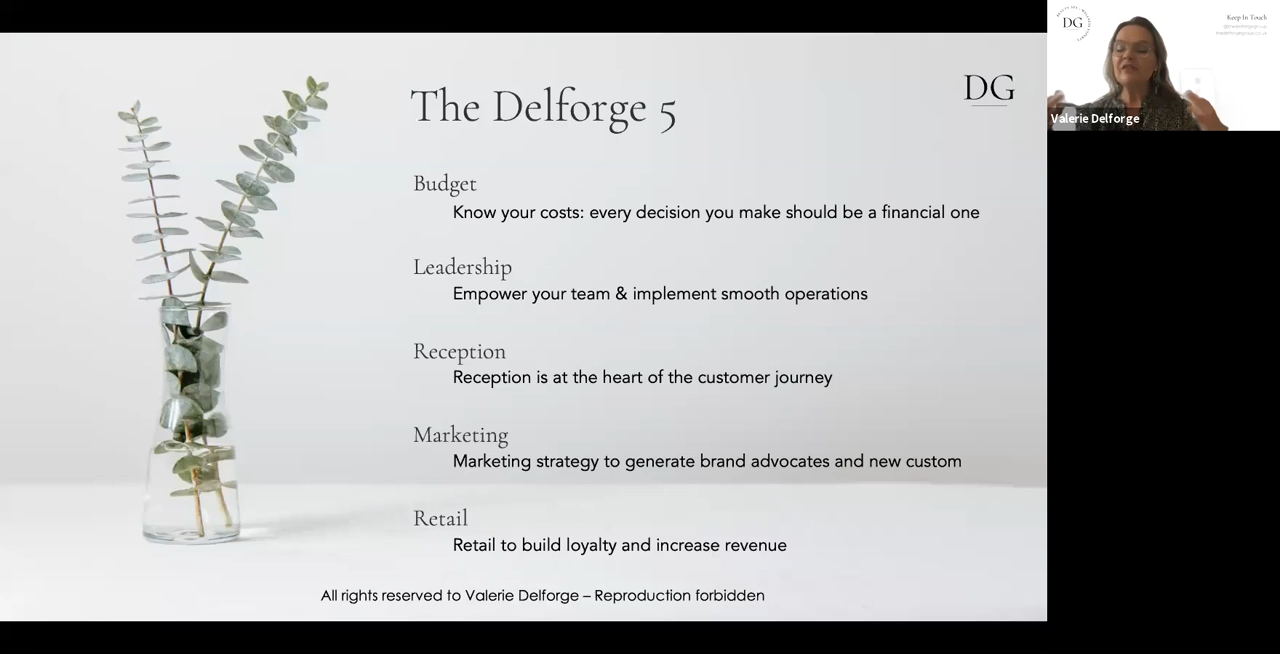 The Delforge 5
DG
Budget
Know your costs: every decision you make should be a financial one
Leadership
Empower your team & implement smooth operations
Reception
Reception is at the heart of the customer journey
Marketing
Marketing strategy to generate brand advocates and new custom
Retail
Retail to build loyalty and increase revenue
All rights reserved to Valerie Delforge – Reproduction forbidden
DG
Keep In Touch
Valerie Delforge